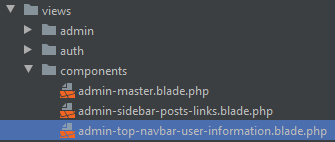 views
admin
auth
components
admin-master.blade.php
admin-sidebar-posts-links.blade.php
admin-top-navbar-user-information.blade.php